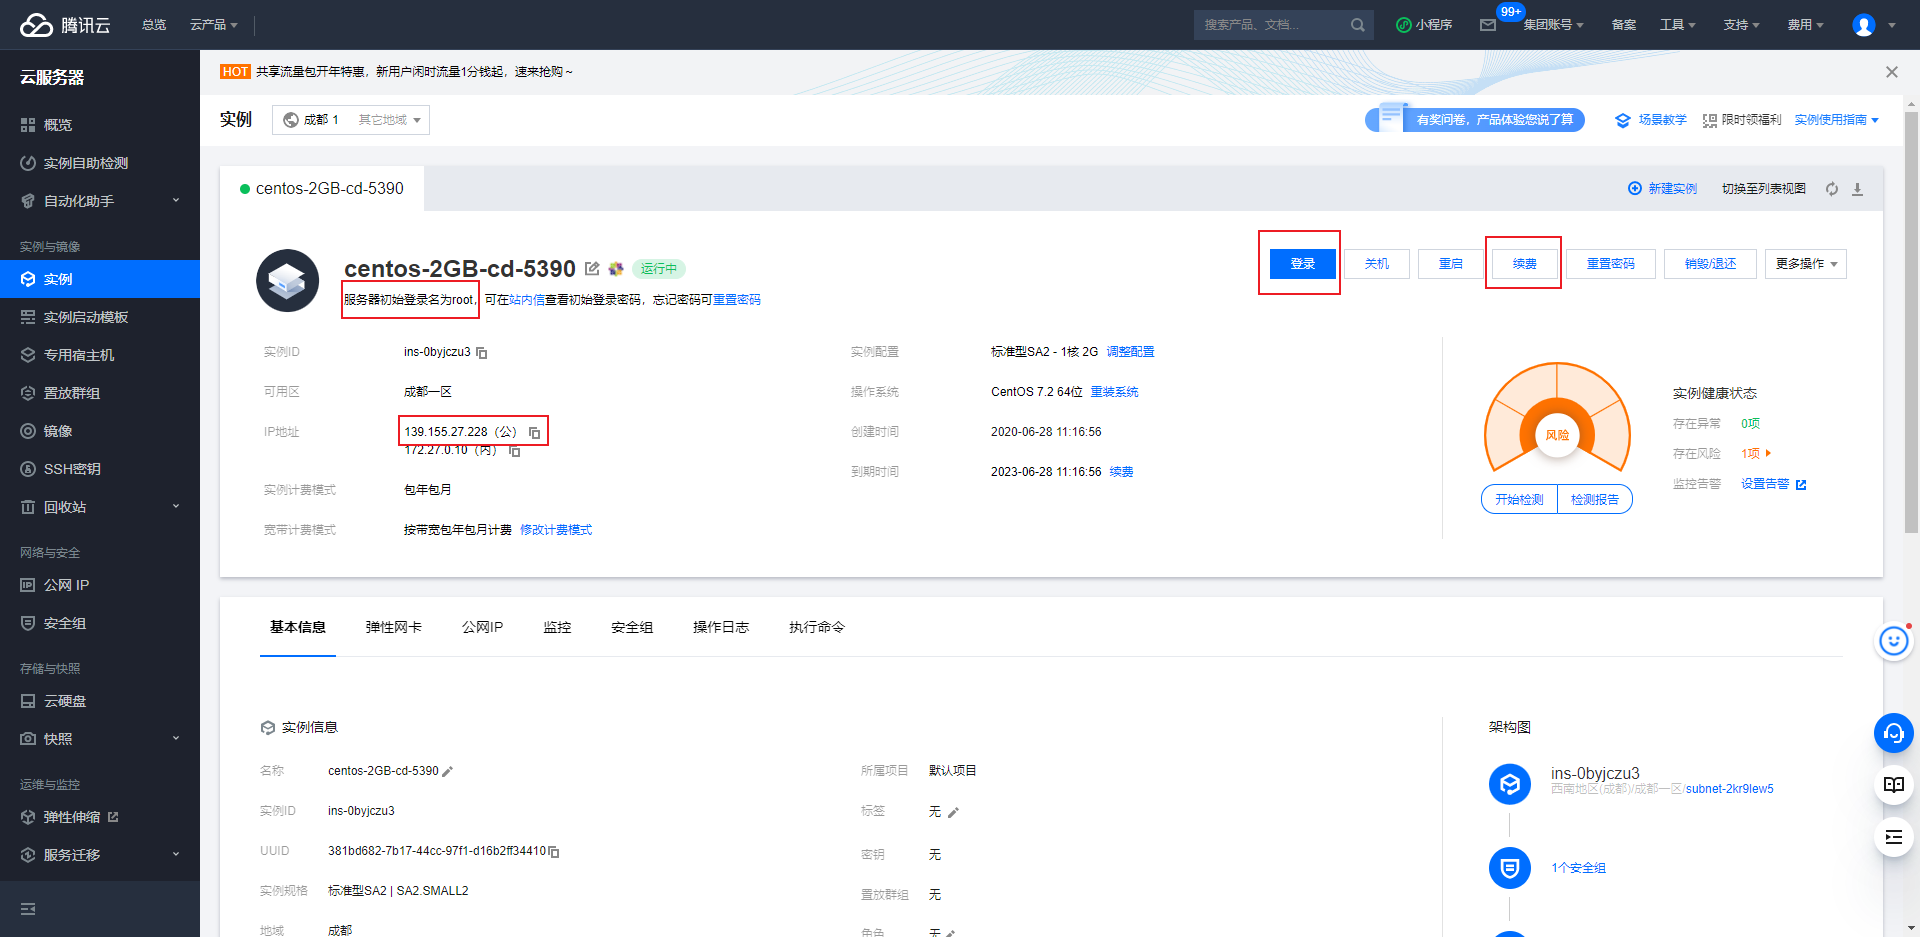 腾讯云 总览 云产品 搜索产品、文档... 小程序 99+ 集团账号 备案 工具 支持 费用
云服务器
概览
实例自助检测
自动化助手
实例与镜像
实例
实例启动模板
专用宿主机
置放群组
镜像
SSH密钥
回收站
网络与安全
公网 IP
安全组
存储与快照
云硬盘
快照
运维与监控
弹性伸缩
服务迁移
HOT 共享流量包开年特惠，新用户闲时流量1分钱起，速来抢购 ~
实例 成都 1 其它地域 有奖问卷，产品体验您说了算 场景教学 限时领福利 实例使用指南
centos-2GB-cd-5390 新建实例 切换至列表视图
centos-2GB-cd-5390 运行中 登录 关机 重启 续费 重置密码 销毁/退还 更多操作
服务器初始登录名为root，可在站内信查看初始登录密码，忘记密码可重置密码
实例ID ins-0byjczu3 实例配置 标准型SA2 - 1核 2G 调整配置
可用区 成都一区 操作系统 CentOS 7.2 64位 重装系统
IP地址 139.155.27.228（公） 创建时间 2020-06-28 11:16:56
172.27.0.10（内）
到期时间 2023-06-28 11:16:56 续费
实例计费模式 包年包月
宽带计费模式 按带宽包年包月计费 修改计费模式
风险
开始检测 检测报告
实例健康状态
存在异常 0项
存在风险 1项
监控告警 设置告警
基本信息 弹性网卡 公网IP 监控 安全组 操作日志 执行命令
实例信息
名称 centos-2GB-cd-5390 所属项目 默认项目
实例ID ins-0byjczu3 标签 无
UUID 381bd682-7b17-44cc-97f1-d16b2ff34410 密钥 无
实例规格 标准型SA2 | SA2.SMALL2 置放群组 无
地域 成都 角色 无
架构图
ins-0byjczu3
西南地区(成都)/成都一区/subnet-2kr9lew5
1个安全组